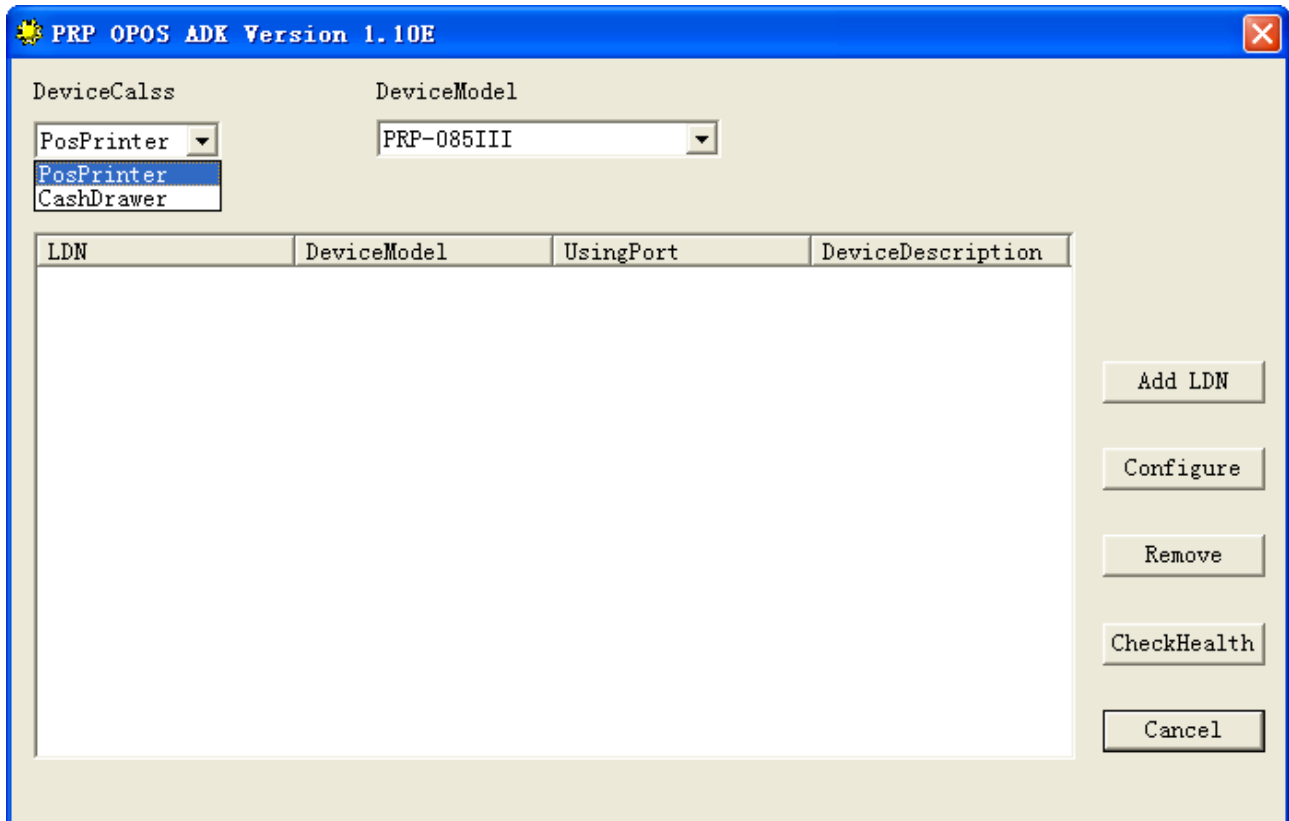 PRP OPOS ADK Version 1.10E
DeviceCalss DeviceModel
PosPrinter PRP-085III
PosPrinter
CashDrawer
LDN DeviceModel UsingPort DeviceDescription
Add LDN
Configure
Remove
CheckHealth
Cancel